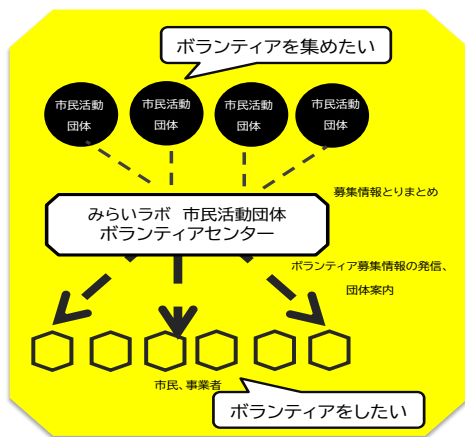 ボランティアを集めたい
市民活動
団体
市民活動
団体
市民活動
団体
市民活動
団体
募集情報とりまとめ
みらいラボ 市民活動団体
ボランティアセンター
ボランティア募集情報の発信、
団体案内
市民、事業者
ボランティアをしたい